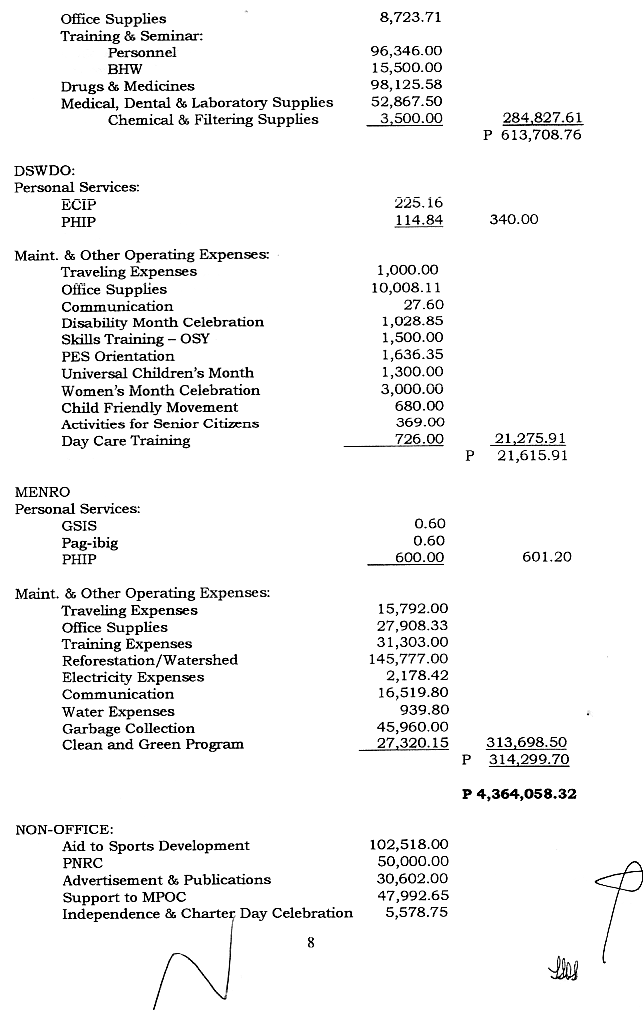 Office Supplies 8,723.71
Training & Seminar:
Personnel 96,346.00
BHW 15,500.00
Drugs & Medicines 98,125.58
Medical, Dental & Laboratory Supplies 52,867.50
Chemical & Filtering Supplies 3,500.00 284,827.61
P 613,708.76
DSWDO:
Personal Services:
ECIP 225.16
PHIP 114.84 340.00
Maint. & Other Operating Expenses:
Traveling Expenses 1,000.00
Office Supplies 10,008.11
Communication 27.60
Disability Month Celebration 1,028.85
Skills Training – OSY 1,500.00
PES Orientation 1,636.35
Universal Children's Month 1,300.00
Women's Month Celebration 3,000.00
Child Friendly Movement 680.00
Activities for Senior Citizens 369.00
Day Care Training 726.00 21,275.91
P 21,615.91
MENRO
Personal Services:
GSIS 0.60
Pag-ibig 0.60
PHIP 600.00 601.20
Maint. & Other Operating Expenses:
Traveling Expenses 15,792.00
Office Supplies 27,908.33
Training Expenses 31,303.00
Reforestation/Watershed 145,777.00
Electricity Expenses 2,178.42
Communication 16,519.80
Water Expenses 939.80
Garbage Collection 45,960.00
Clean and Green Program 27,320.15 313,698.50
P 314,299.70
P 4,364,058.32
NON-OFFICE:
Aid to Sports Development 102,518.00
PNRC 50,000.00
Advertisement & Publications 30,602.00
Support to MPOC 47,992.65
Independence & Charter Day Celebration 5,578.75
8